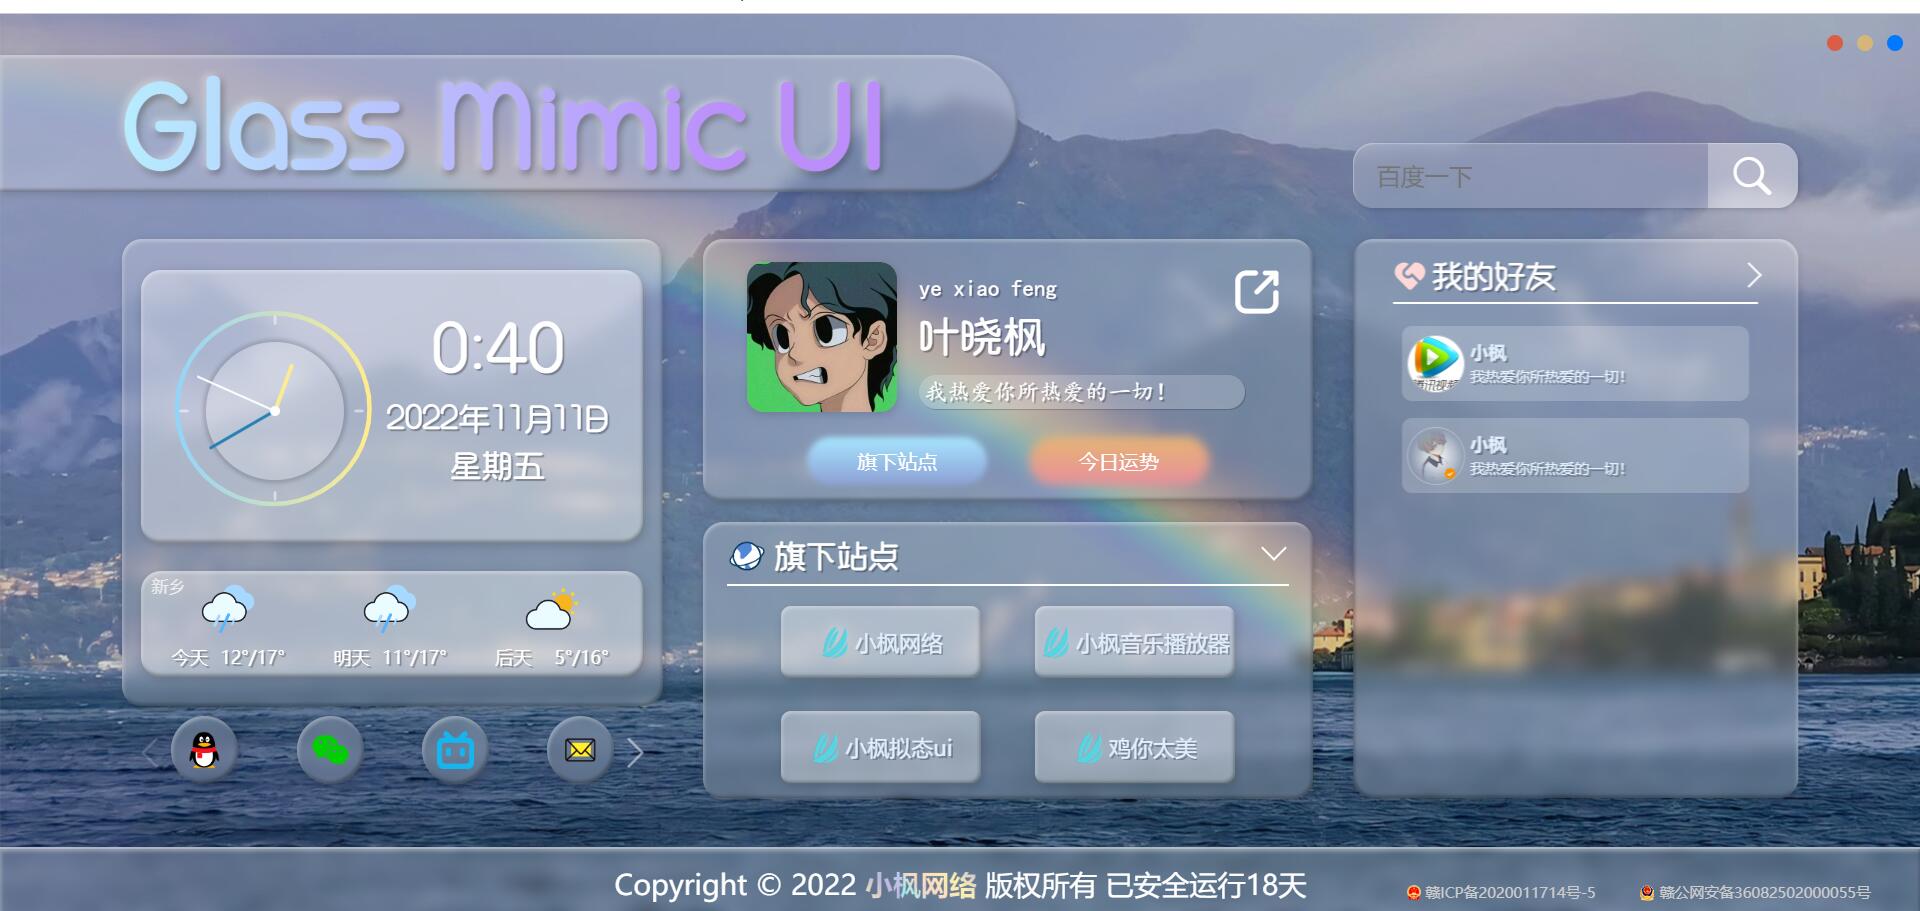 Glass Mimic UI
百度一下
0:40
2022年11月11日
星期五
新乡
今天 12°/17°
明天 11°/17°
后天 5°/16°
ye xiao feng
叶晓枫
我热爱你所热爱的一切！
旗下站点
今日运势
旗下站点
小枫网络
小枫音乐播放器
小枫拟态ui
鸡你太美
我的好友
腾讯视频
小枫
我热爱你所热爱的一切！
小枫
我热爱你所热爱的一切！
Copyright © 2022 小枫网络 版权所有 已安全运行18天
赣ICP备2020011714号-5
赣公网安备36082502000055号